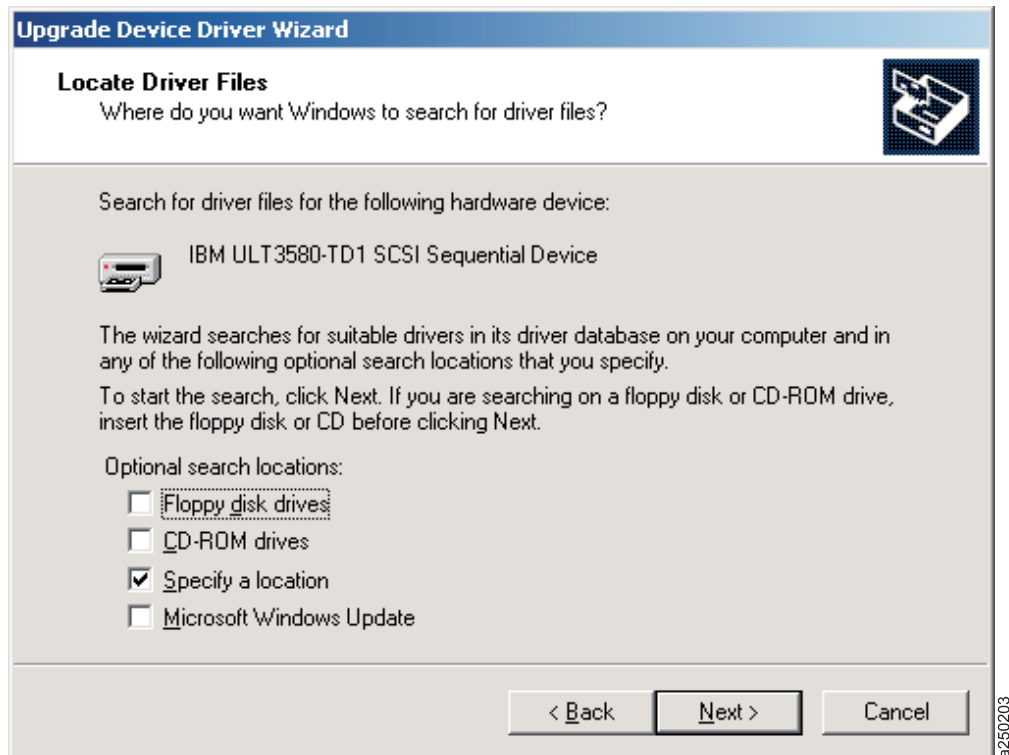 Upgrade Device Driver Wizard
Locate Driver Files
Where do you want Windows to search for driver files?
Search for driver files for the following hardware device:
IBM ULT3580-TD1 SCSI Sequential Device
The wizard searches for suitable drivers in its driver database on your computer and in
any of the following optional search locations that you specify.
To start the search, click Next. If you are searching on a floppy disk or CD-ROM drive,
insert the floppy disk or CD before clicking Next.
Optional search locations:
Floppy disk drives
CD-ROM drives
Specify a location
Microsoft Windows Update
< Back Next > Cancel
a250203